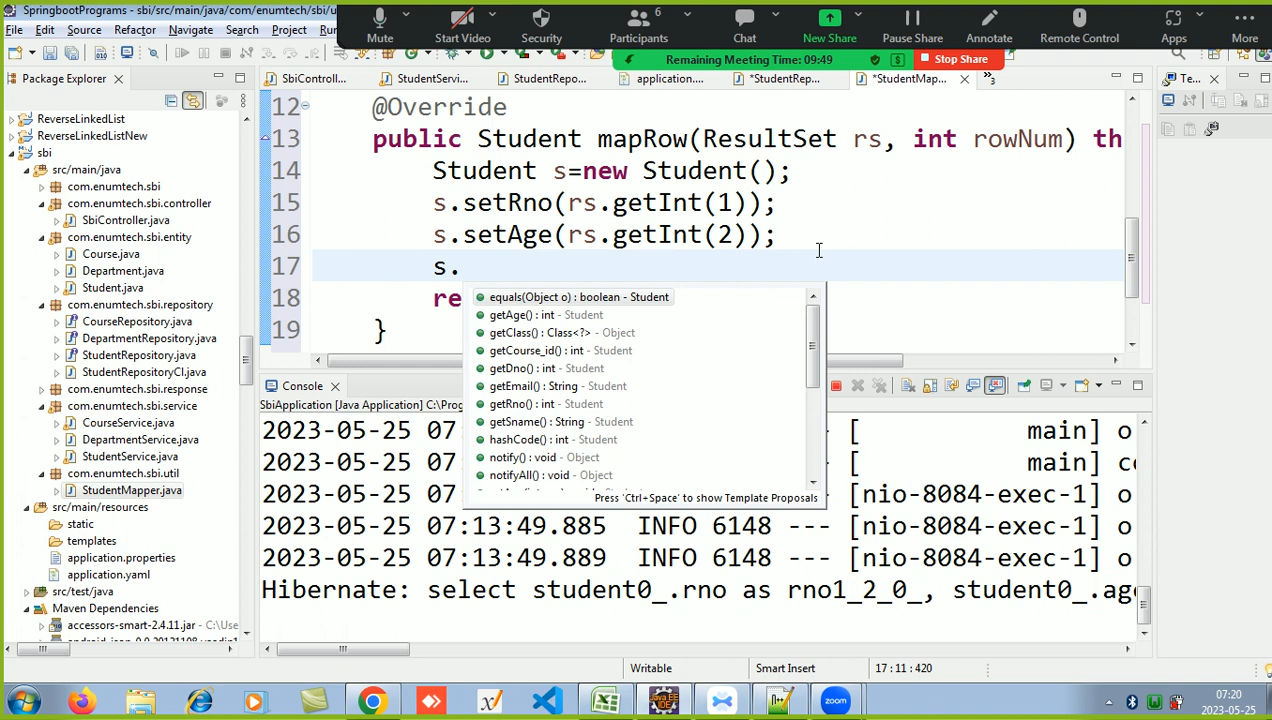 SpringbootPrograms - sbi/src/main/java/com/enumtech/sbi/u
File Edit Source Refactor Navigate Search Project Ru
Mute
Start Video
Security
6
Participants
Chat
New Share
Pause Share
Annotate
Remote Control
Apps
More
Remaining Meeting Time: 09:49
Stop Share
Package Explorer
SbiControll...
StudentServi...
StudentRepo...
application....
*StudentRep...
*StudentMap...
»3
Te...
ReverseLinkedList
ReverseLinkedListNew
sbi
src/main/java
com.enumtech.sbi
com.enumtech.sbi.controller
SbiController.java
com.enumtech.sbi.entity
Course.java
Department.java
Student.java
com.enumtech.sbi.repository
CourseRepository.java
DepartmentRepository.java
StudentRepository.java
StudentRepositoryCl.java
com.enumtech.sbi.response
com.enumtech.sbi.service
CourseService.java
DepartmentService.java
StudentService.java
com.enumtech.sbi.util
StudentMapper.java
src/main/resources
static
templates
application.properties
application.yaml
src/test/java
Maven Dependencies
accessors-smart-2.4.11.jar - C:\Use
12 @Override
13 public Student mapRow(ResultSet rs, int rowNum) th
14 Student s=new Student();
15 s.setRno(rs.getInt(1));
16 s.setAge(rs.getInt(2));
17 s.
18 re
19 }
equals(Object o) : boolean - Student
getAge() : int - Student
getClass() : Class<?> - Object
getCourse_id() : int - Student
getDno() : int - Student
getEmail() : String - Student
getRno() : int - Student
getSname() : String - Student
hashCode() : int - Student
notify() : void - Object
notifyAll() : void - Object
Press 'Ctrl+Space' to show Template Proposals
Console
SbiApplication [Java Application] C:\Prog
2023-05-25 07 [ main] o
2023-05-25 07 [ main] co
2023-05-25 07 [nio-8084-exec-1] o
2023-05-25 07:13:49.885 INFO 6148 --- [nio-8084-exec-1] o
2023-05-25 07:13:49.889 INFO 6148 --- [nio-8084-exec-1] o
Hibernate: select student0_.rno as rno1_2_0_, student0_.age
Writable
Smart Insert
17 : 11 : 420
zoom
07:20
2023-05-25